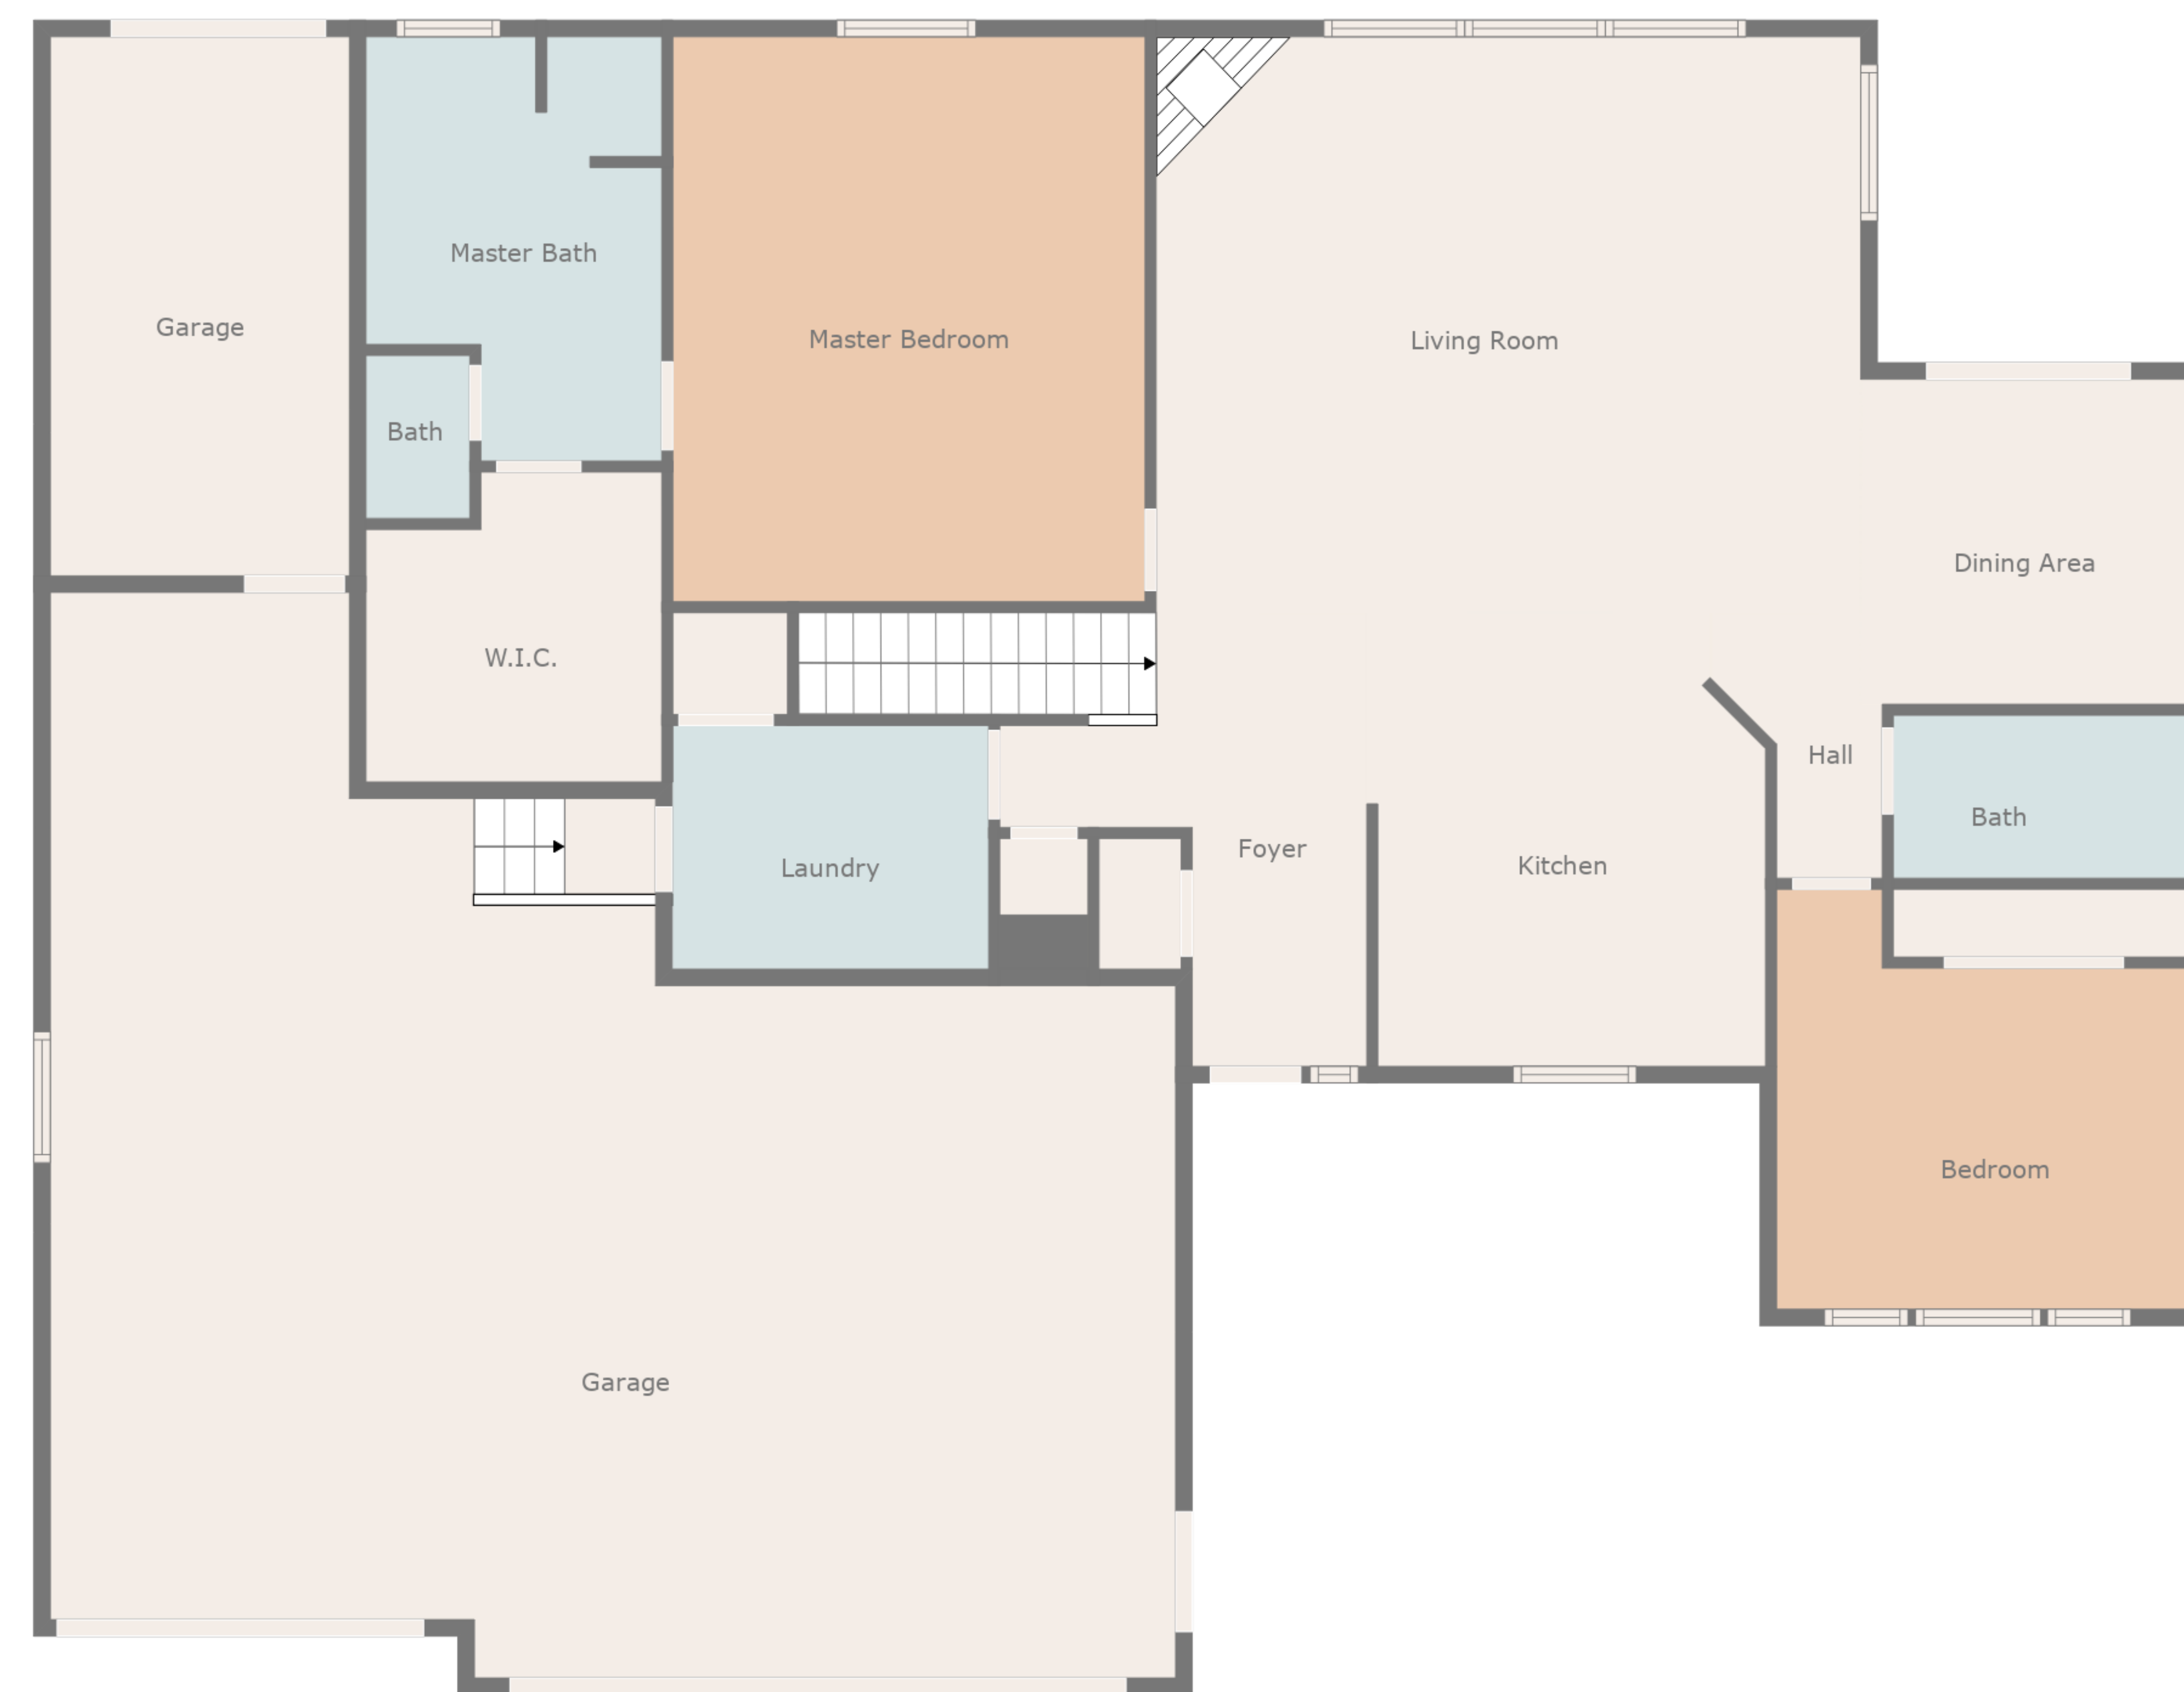 Master Bath
Garage
Master Bedroom
Living Room
Bath
Dining Area
W.I.C.
Hall
Bath
Foyer
Laundry
Kitchen
Bedroom
Garage